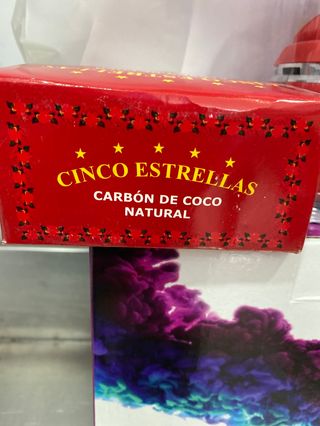 CINCO ESTRELLAS
CARBÓN DE COCO
NATURAL